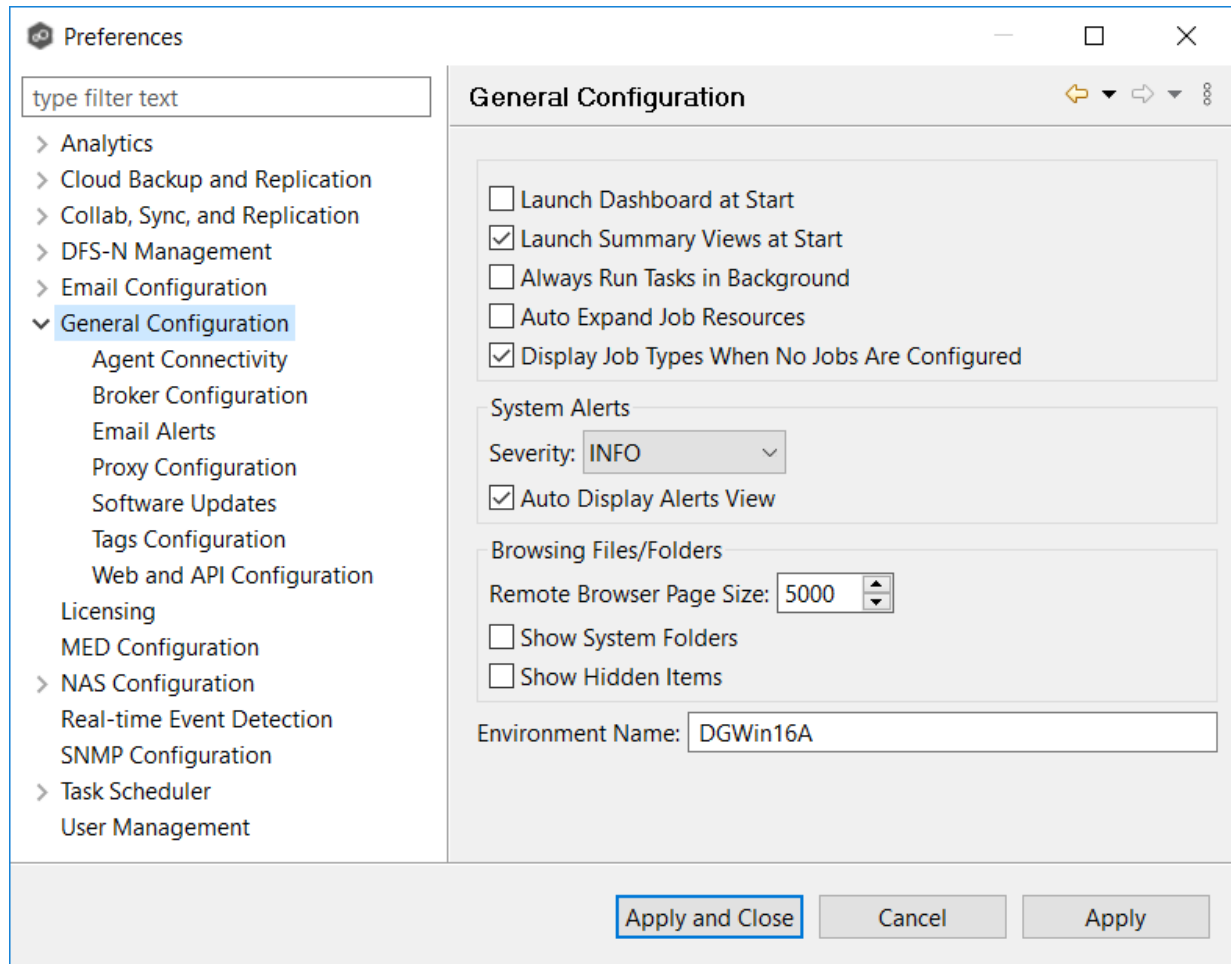 Preferences
type filter text
Analytics
Cloud Backup and Replication
Collab, Sync, and Replication
DFS-N Management
Email Configuration
General Configuration
Agent Connectivity
Broker Configuration
Email Alerts
Proxy Configuration
Software Updates
Tags Configuration
Web and API Configuration
Licensing
MED Configuration
NAS Configuration
Real-time Event Detection
SNMP Configuration
Task Scheduler
User Management
General Configuration
Launch Dashboard at Start
Launch Summary Views at Start
Always Run Tasks in Background
Auto Expand Job Resources
Display Job Types When No Jobs Are Configured
System Alerts
Severity: INFO
Auto Display Alerts View
Browsing Files/Folders
Remote Browser Page Size: 5000
Show System Folders
Show Hidden Items
Environment Name: DGWin16A
Apply and Close Cancel Apply